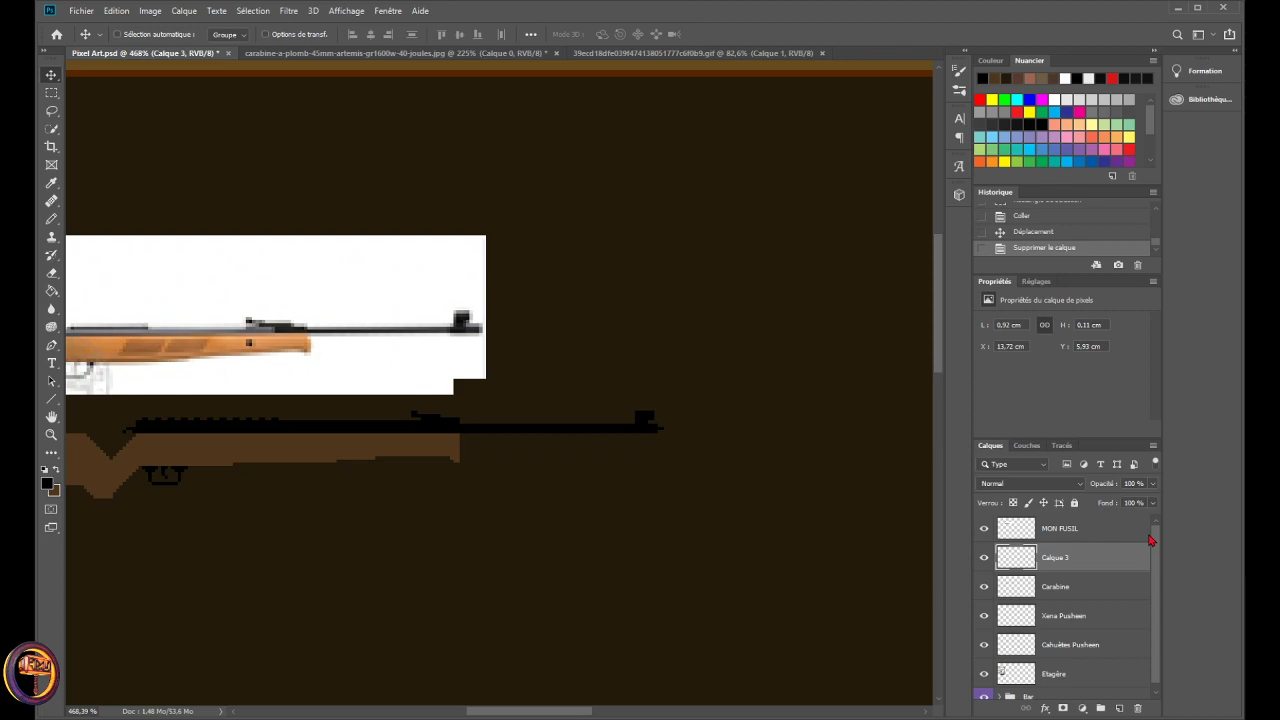 Ps Fichier Edition Image Calque Texte Sélection Filtre 3D Affichage Fenêtre Aide
Sélection automatique : Groupe Options de transf. Mode 3D :
Pixel Art.psd @ 468% (Calque 3, RVB/8*) * carabine-a-plomb-45mm-artemis-gr1600w-40-joules.jpg @ 225% (Calque 0, RVB/8) * 39ecd18dfe039f474138051777c6f0b9.gif @ 82,6% (Calque 1, RVB/8*)
Couleur Nuancier
Formation
Bibliothèqu...
Historique
Coller
Déplacement
Supprimer le calque
Propriétés Réglages
Propriétés du calque de pixels
L : 0,92 cm H : 0,11 cm
X : 13,72 cm Y : 5,93 cm
Calques Couches Tracés
Type
Normal Opacité : 100 %
Verrou : Fond : 100 %
MON FUSIL
Calque 3
Carabine
Xena Pusheen
Cahuètes Pusheen
Etagère
Bar
468,39 % Doc : 1,48 Mo/53,6 Mo